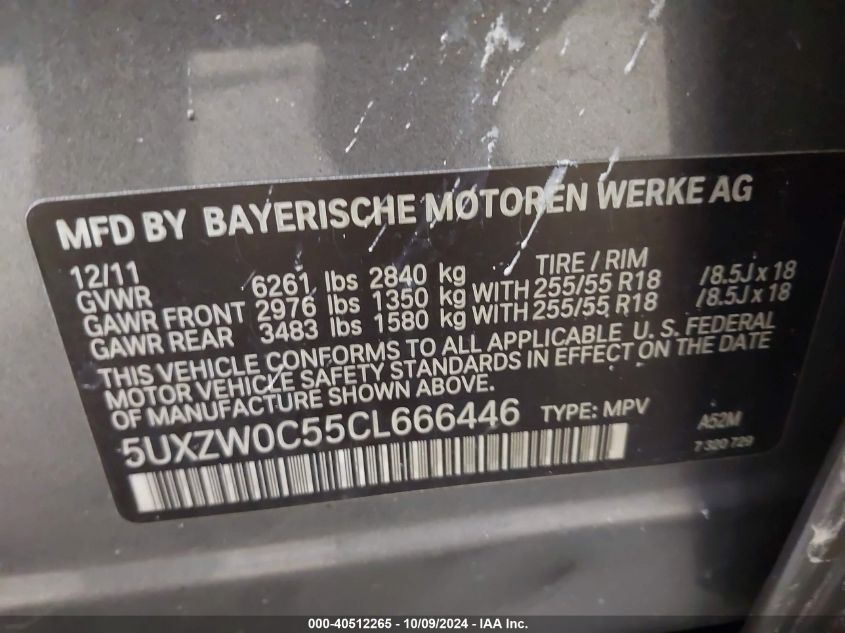 MFD BY BAYERISCHE MOTOREN WERKE AG
12/11 TIRE / RIM
GVWR 6261 lbs 2840 kg
GAWR FRONT 2976 lbs 1350 kg WITH 255/55 R18 /8.5J x 18
GAWR REAR 3483 lbs 1580 kg WITH 255/55 R18 /8.5J x 18
THIS VEHICLE CONFORMS TO ALL APPLICABLE U. S. FEDERAL
MOTOR VEHICLE SAFETY STANDARDS IN EFFECT ON THE DATE
OF MANUFACTURE SHOWN ABOVE.
5UXZW0C55CL666446 TYPE: MPV A52M
7 320 729
000-40512265 - 10/09/2024 - IAA Inc.